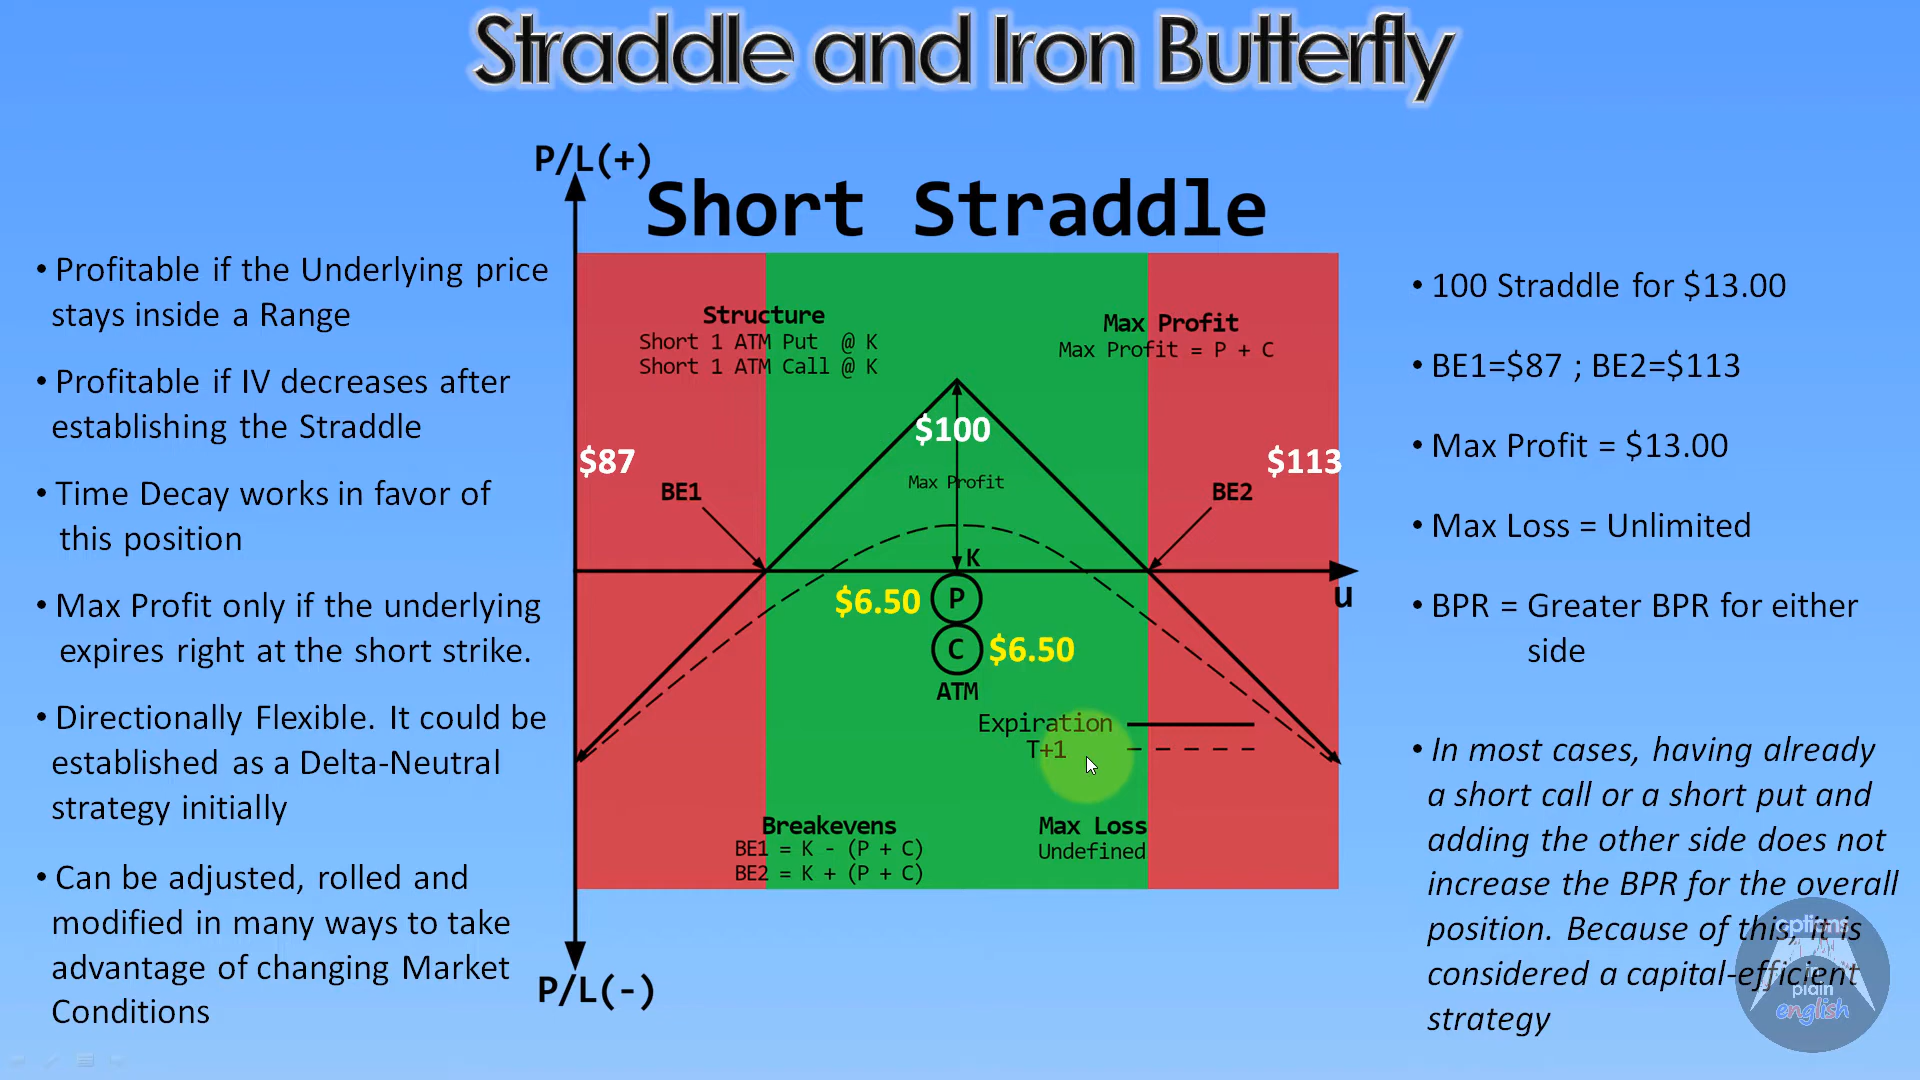 Straddle and Iron Butterfly
P/L(+)
Short Straddle
• Profitable if the Underlying price
stays inside a Range
• Profitable if IV decreases after
establishing the Straddle
• Time Decay works in favor of
this position
• Max Profit only if the underlying
expires right at the short strike.
• Directionally Flexible. It could be
established as a Delta-Neutral
strategy initially
• Can be adjusted, rolled and
modified in many ways to take
advantage of changing Market
Conditions
Structure
Short 1 ATM Put @ K
Short 1 ATM Call @ K
Max Profit
Max Profit = P + C
$100
$87
$113
BE1
Max Profit
BE2
K
u
$6.50 P
C $6.50
ATM
Expiration
T+1
Breakevens
BE1 = K - (P + C)
BE2 = K + (P + C)
Max Loss
Undefined
P/L(-)
• 100 Straddle for $13.00
• BE1=$87 ; BE2=$113
• Max Profit = $13.00
• Max Loss = Unlimited
• BPR = Greater BPR for either
side
• In most cases, having already
a short call or a short put and
adding the other side does not
increase the BPR for the overall
position. Because of this, it is
considered a capital-efficient
strategy
options
in
plain
english